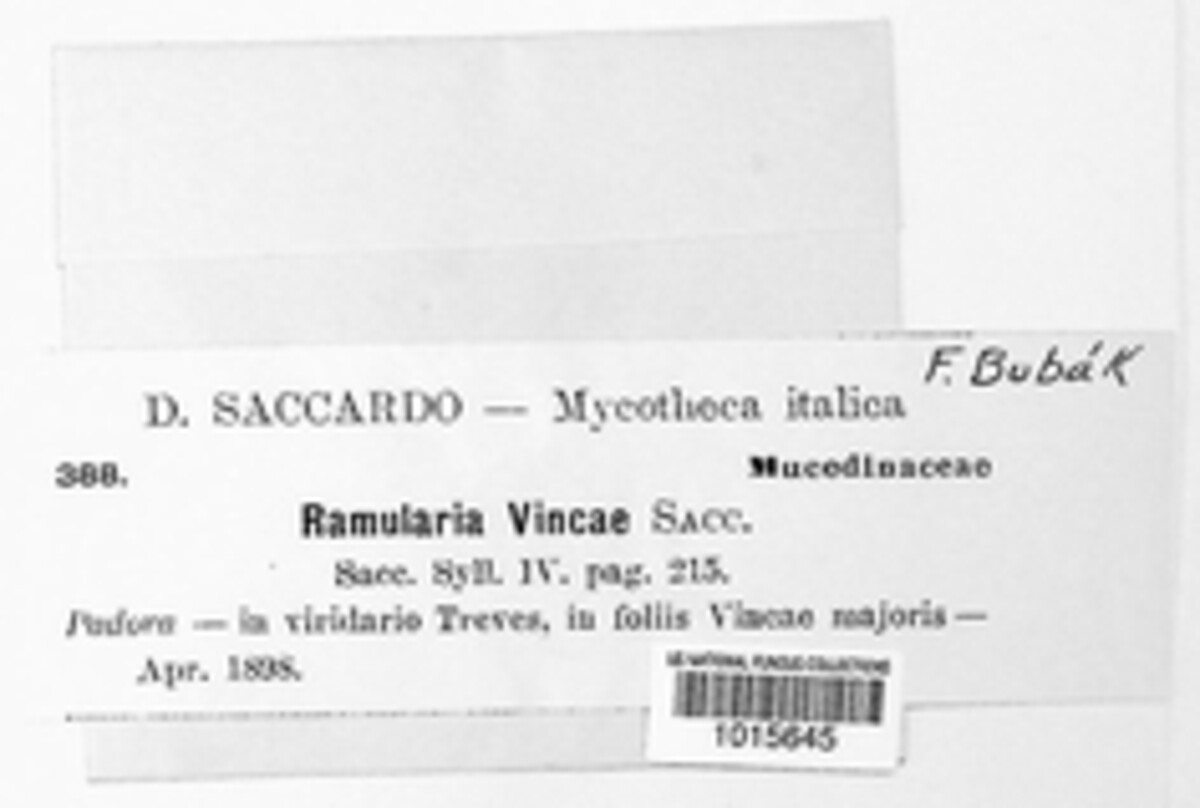 F. Bubák
D. SACCARDO — Mycotheca italica
388.
Mucedinaceae
Ramularia Vincae SACC.
Sacc. Syll. IV. pag. 215.
Padova — in viridario Treves, in foliis Vincae majoris —
Apr. 1898.
US NATIONAL FUNGUS COLLECTIONS
1015645